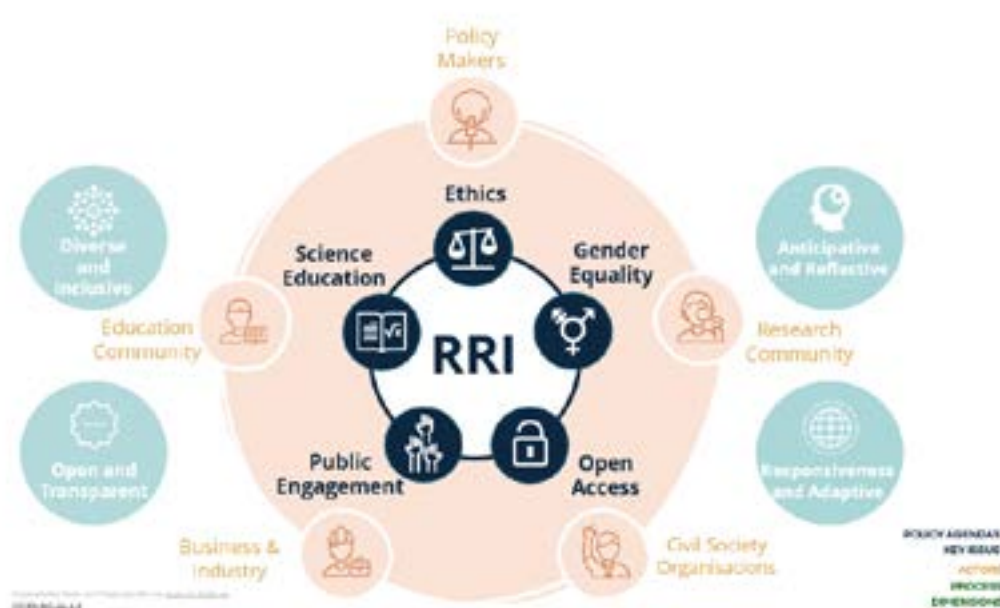 Policy
Makers
Ethics
Science
Education
Gender
Equality
RRI
Public
Engagement
Open
Access
Diverse
and
Inclusive
Anticipative
and Reflective
Education
Community
Research
Community
Open and
Transparent
Responsiveness
and Adaptive
Business &
Industry
Civil Society
Organisations
POLICY AGENDAS
KEY ISSUE
ACTORS
PROCESS
DIMENSIONS